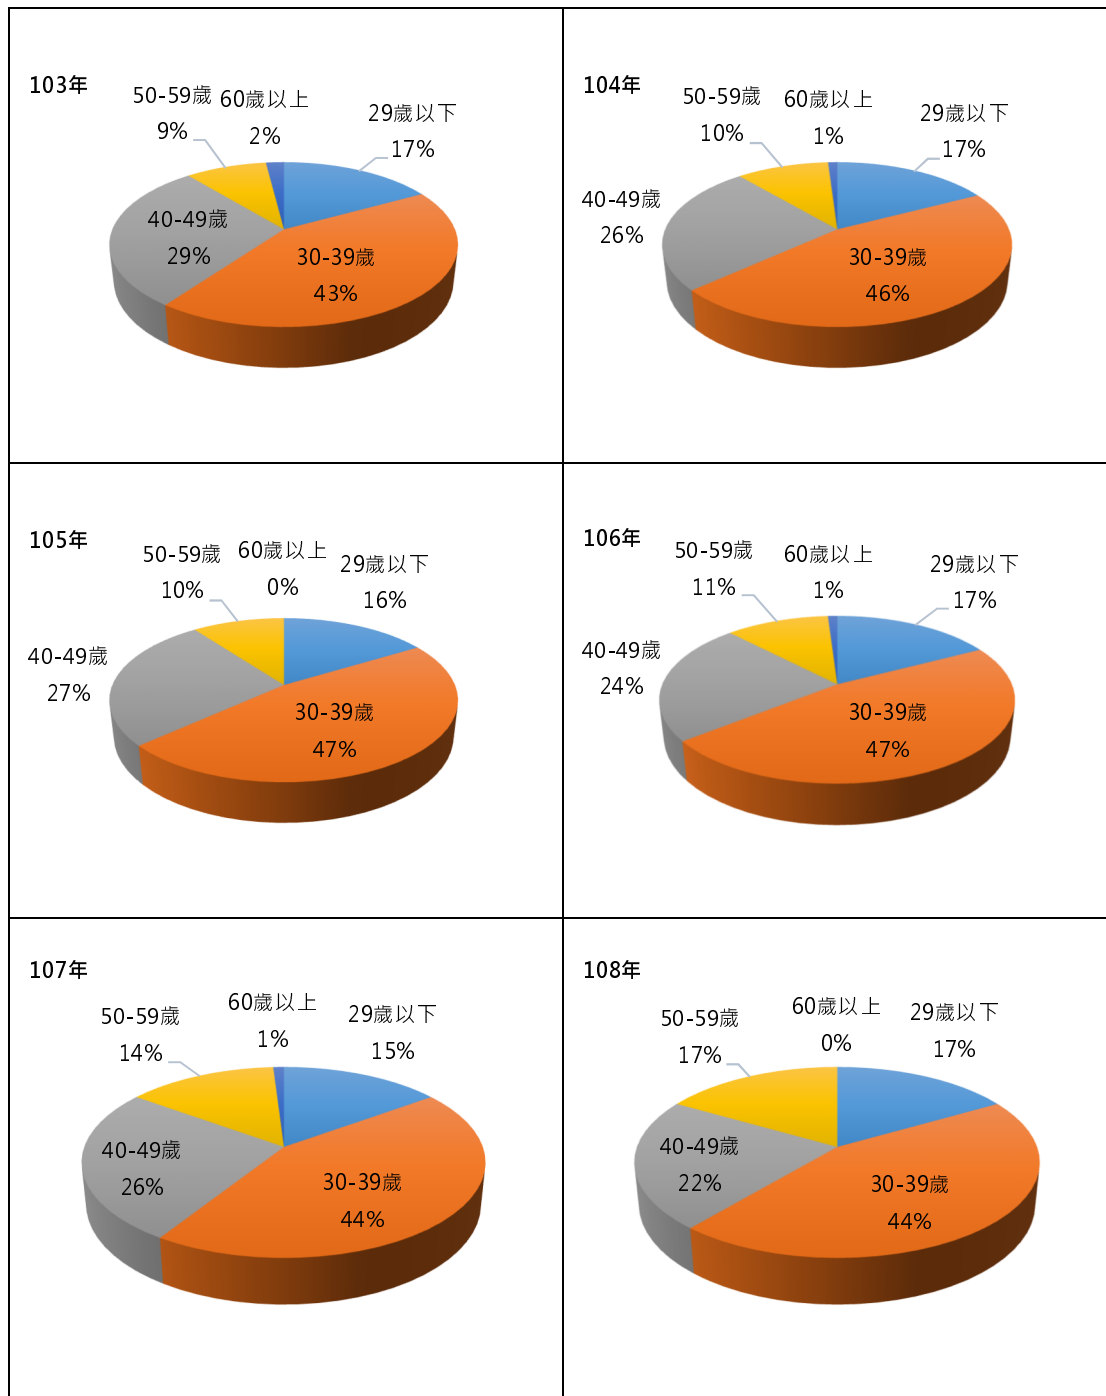 103年
50-59歲
9%
60歲以上
2%
29歲以下
17%
40-49歲
29%
30-39歲
43%
104年
50-59歲
10%
60歲以上
1%
29歲以下
17%
40-49歲
26%
30-39歲
46%
105年
50-59歲
10%
60歲以上
0%
29歲以下
16%
40-49歲
27%
30-39歲
47%
106年
50-59歲
11%
60歲以上
1%
29歲以下
17%
40-49歲
24%
30-39歲
47%
107年
50-59歲
14%
60歲以上
1%
29歲以下
15%
40-49歲
26%
30-39歲
44%
108年
50-59歲
17%
60歲以上
0%
29歲以下
17%
40-49歲
22%
30-39歲
44%